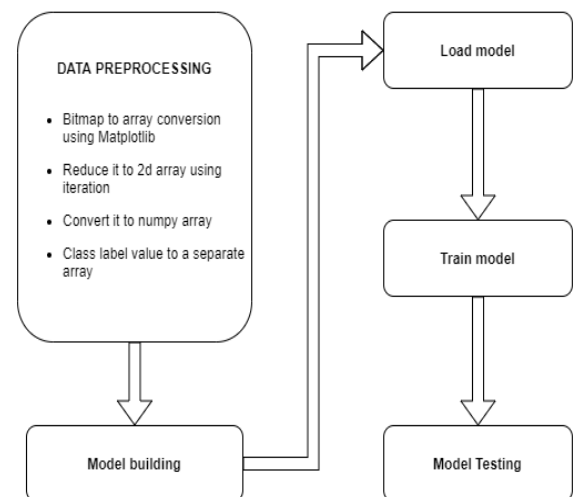 DATA PREPROCESSING
• Bitmap to array conversion
using Matplotlib
• Reduce it to 2d array using
iteration
• Convert it to numpy array
• Class label value to a separate
array
Model building
Load model
Train model
Model Testing